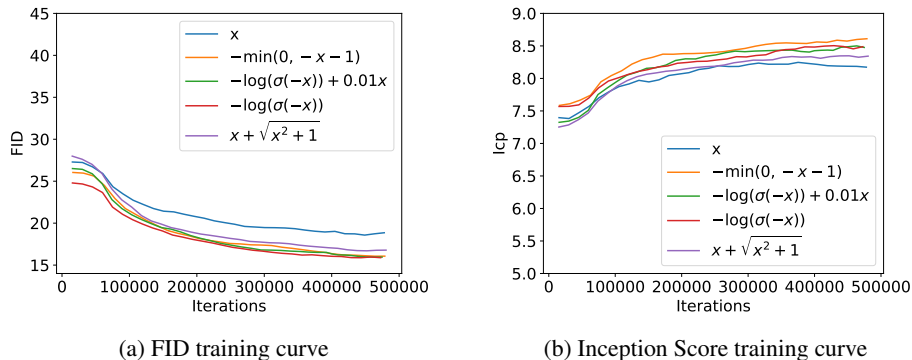 45
40
35
30
25
20
15
FID
0
100000
200000
300000
400000
500000
Iterations
x
−min(0, −x−1)
−log(σ(−x))+0.01x
−log(σ(−x))
x+√x²+1
(a) FID training curve
9.0
8.5
8.0
7.5
7.0
6.5
6.0
5.5
5.0
Icp
0
100000
200000
300000
400000
500000
Iterations
x
−min(0, −x−1)
−log(σ(−x))+0.01x
−log(σ(−x))
x+√x²+1
(b) Inception Score training curve